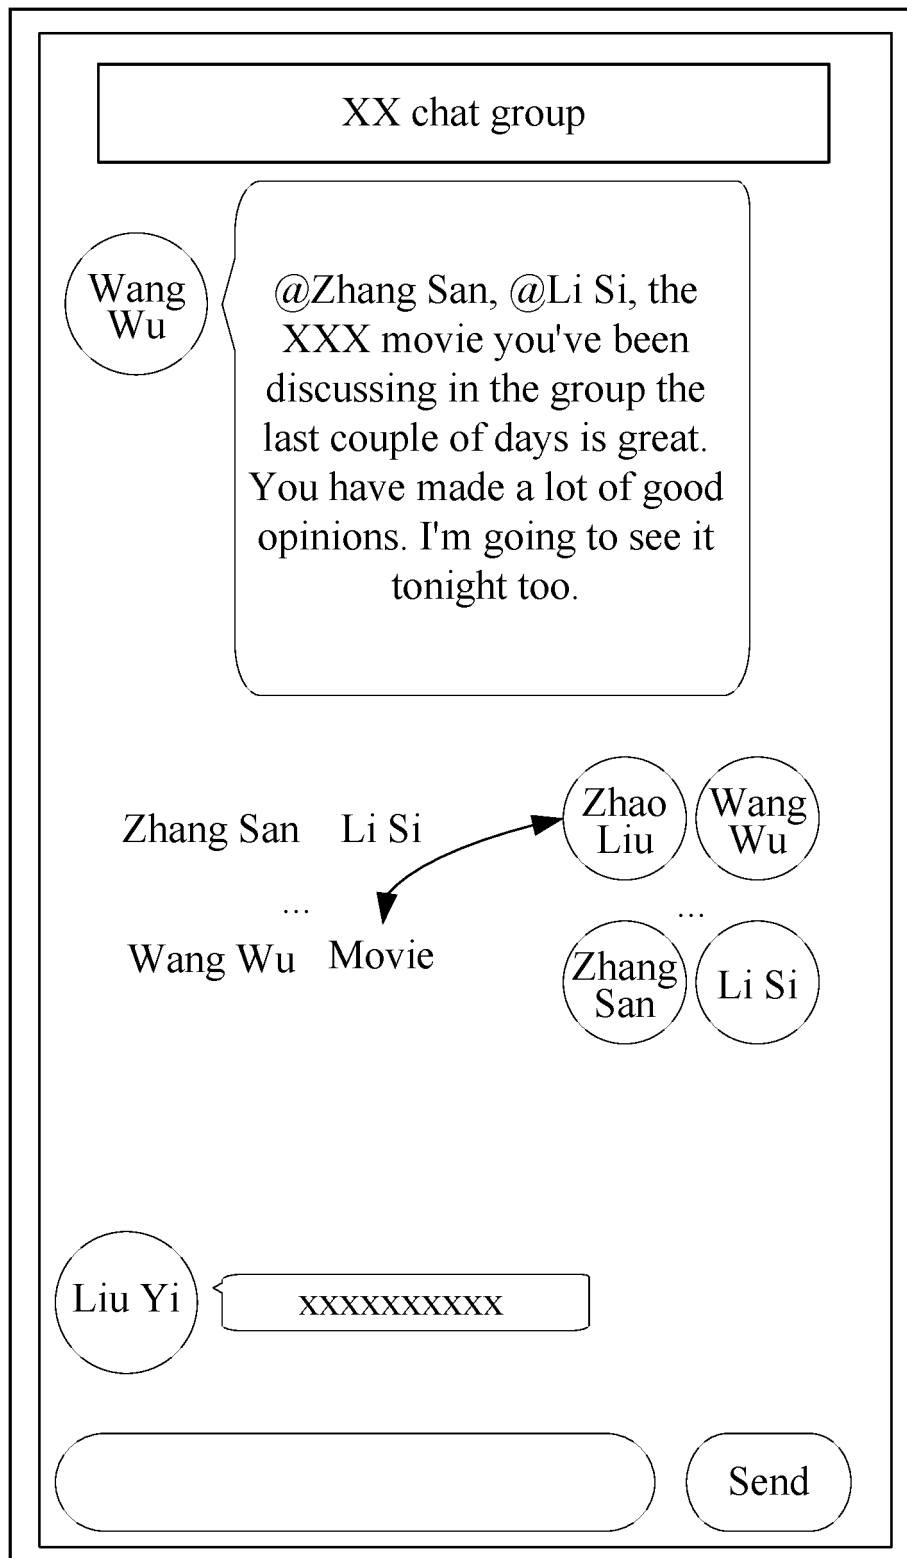 XX chat group
Wang
Wu
@Zhang San, @Li Si, the
XXX movie you've been
discussing in the group the
last couple of days is great.
You have made a lot of good
opinions. I'm going to see it
tonight too.
Zhang San Li Si
...
Wang Wu Movie
Zhao
Liu
Wang
Wu
...
Zhang
San
Li Si
Liu Yi
xxxxxxxxxx
Send